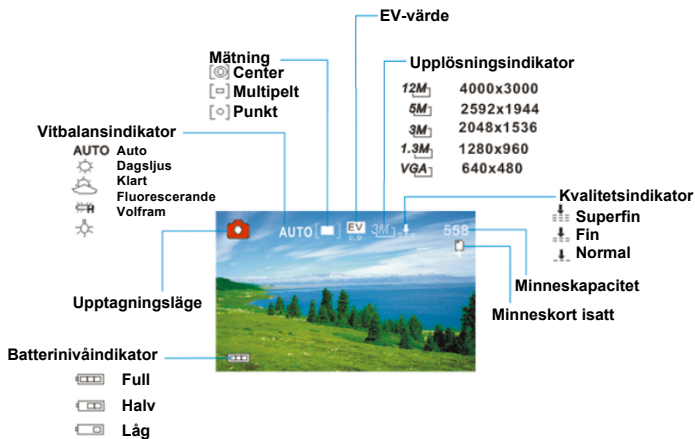 EV-värde
Mätning
Center
Multipelt
Punkt
Upplösningsindikator
12M 4000x3000
5M 2592x1944
3M 2048x1536
1.3M 1280x960
VGA 640x480
Vitbalansindikator
AUTO Auto
Dagsljus
Klart
Fluorescerande
Volfram
Kvalitetsindikator
Superfin
Fin
Normal
AUTO EV 3M 558
0.0
Upptagningsläge
Minneskapacitet
Minneskort isatt
Batterinivåindikator
Full
Halv
Låg